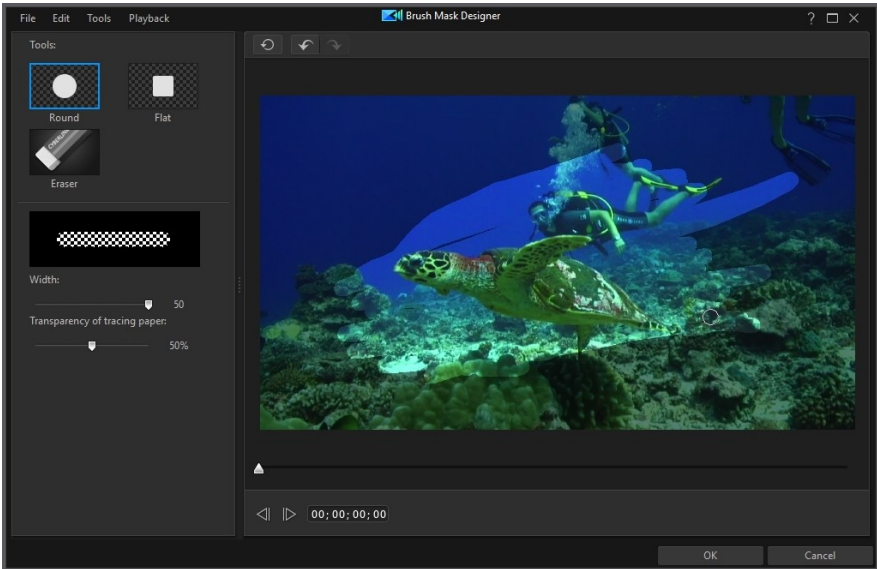 Brush Mask Designer
File Edit Tools Playback
?
Tools:
Round Flat
Eraser
Width:
50
Transparency of tracing paper:
50%
00;00;00;00
OK Cancel